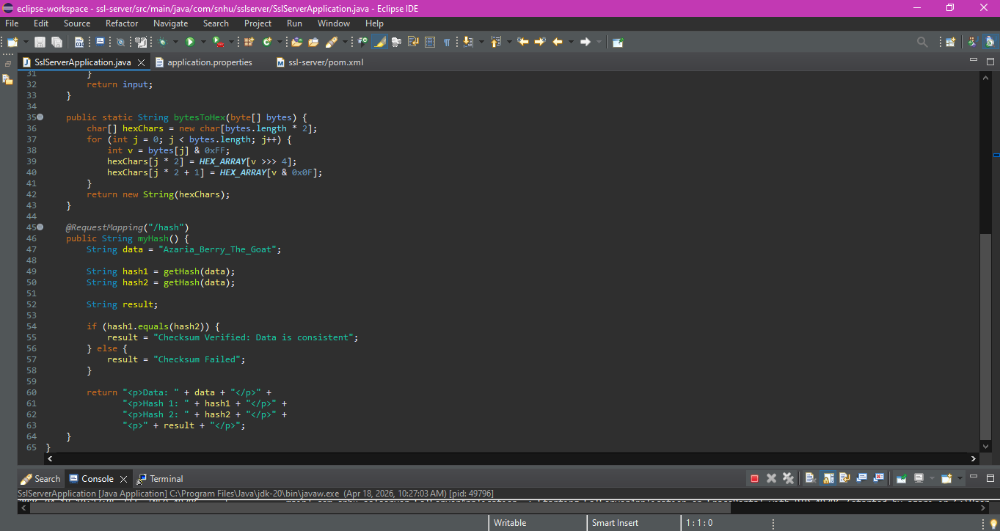 eclipse-workspace - ssl-server/src/main/java/com/snhu/sslserver/SslServerApplication.java - Eclipse IDE
File Edit Source Refactor Navigate Search Project Run Window Help
SslServerApplication.java application.properties ssl-server/pom.xml
31 }
32 return input;
33 }
34
35 public static String bytesToHex(byte[] bytes) {
36 char[] hexChars = new char[bytes.length * 2];
37 for (int j = 0; j < bytes.length; j++) {
38 int v = bytes[j] & 0xFF;
39 hexChars[j * 2] = HEX_ARRAY[v >>> 4];
40 hexChars[j * 2 + 1] = HEX_ARRAY[v & 0x0F];
41 }
42 return new String(hexChars);
43 }
44
45 @RequestMapping("/hash")
46 public String myHash() {
47 String data = "Azaria_Berry_The_Goat";
48
49 String hash1 = getHash(data);
50 String hash2 = getHash(data);
51
52 String result;
53
54 if (hash1.equals(hash2)) {
55 result = "Checksum Verified: Data is consistent";
56 } else {
57 result = "Checksum Failed";
58 }
59
60 return "<p>Data: " + data + "</p>" +
61 "<p>Hash 1: " + hash1 + "</p>" +
62 "<p>Hash 2: " + hash2 + "</p>" +
63 "<p>" + result + "</p>";
64 }
65 }
Search Console Terminal
SslServerApplication [Java Application] C:\Program Files\Java\jdk-20\bin\javaw.exe (Apr 18, 2026, 10:27:03 AM) [pid: 49796]
Writable Smart Insert 1 : 1 : 0